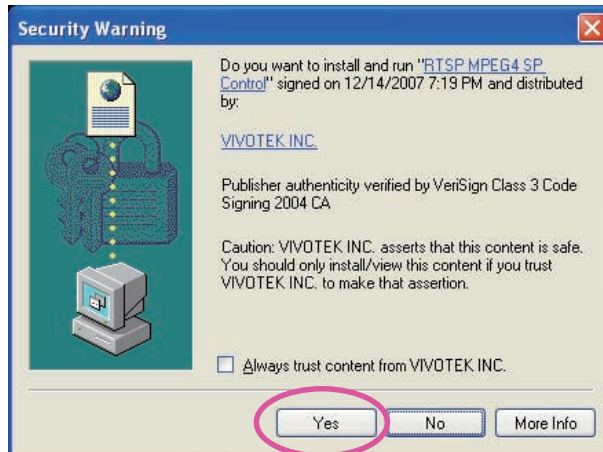 Security Warning
Do you want to install and run "RTSP MPEG4 SP
Control" signed on 12/14/2007 7:19 PM and distributed
by:
VIVOTEK INC.
Publisher authenticity verified by VeriSign Class 3 Code
Signing 2004 CA
Caution: VIVOTEK INC. asserts that this content is safe.
You should only install/view this content if you trust
VIVOTEK INC. to make that assertion.
Always trust content from VIVOTEK INC.
Yes No More Info